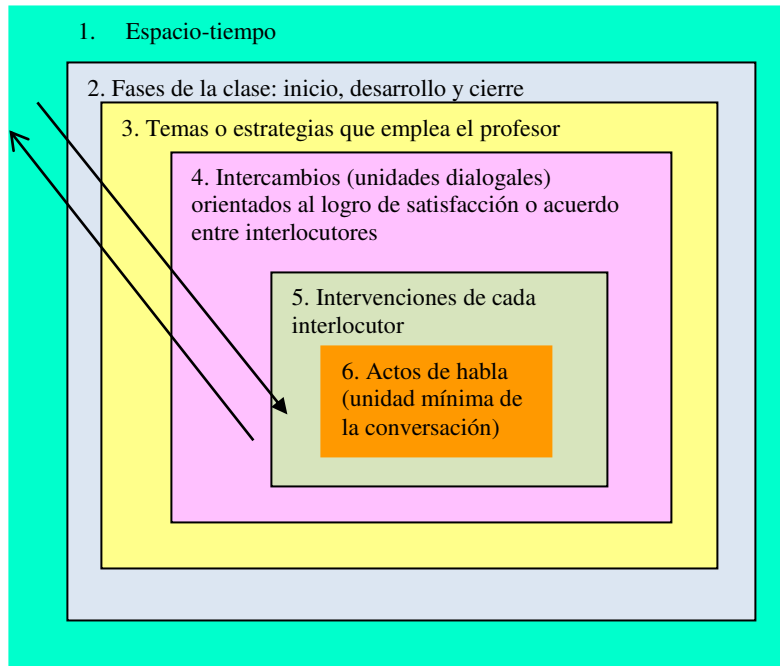 1. Espacio-tiempo
2. Fases de la clase: inicio, desarrollo y cierre
3. Temas o estrategias que emplea el profesor
4. Intercambios (unidades dialogales)
orientados al logro de satisfacción o acuerdo
entre interlocutores
5. Intervenciones de cada
interlocutor
6. Actos de habla
(unidad mínima de
la conversación)